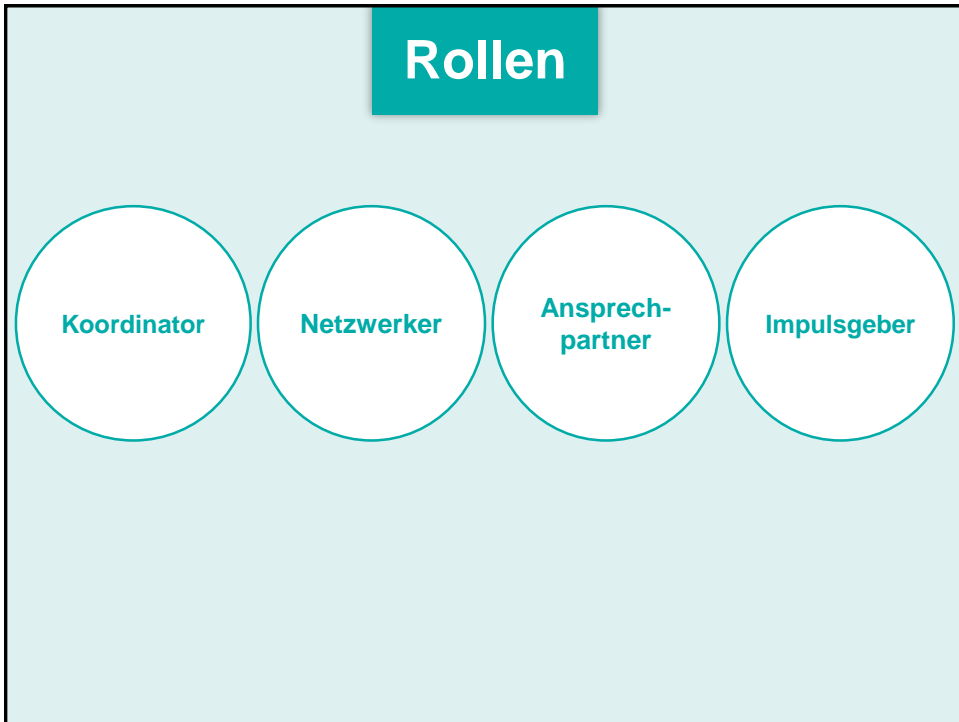 Rollen
Koordinator
Netzwerker
Ansprech-
partner
Impulsgeber